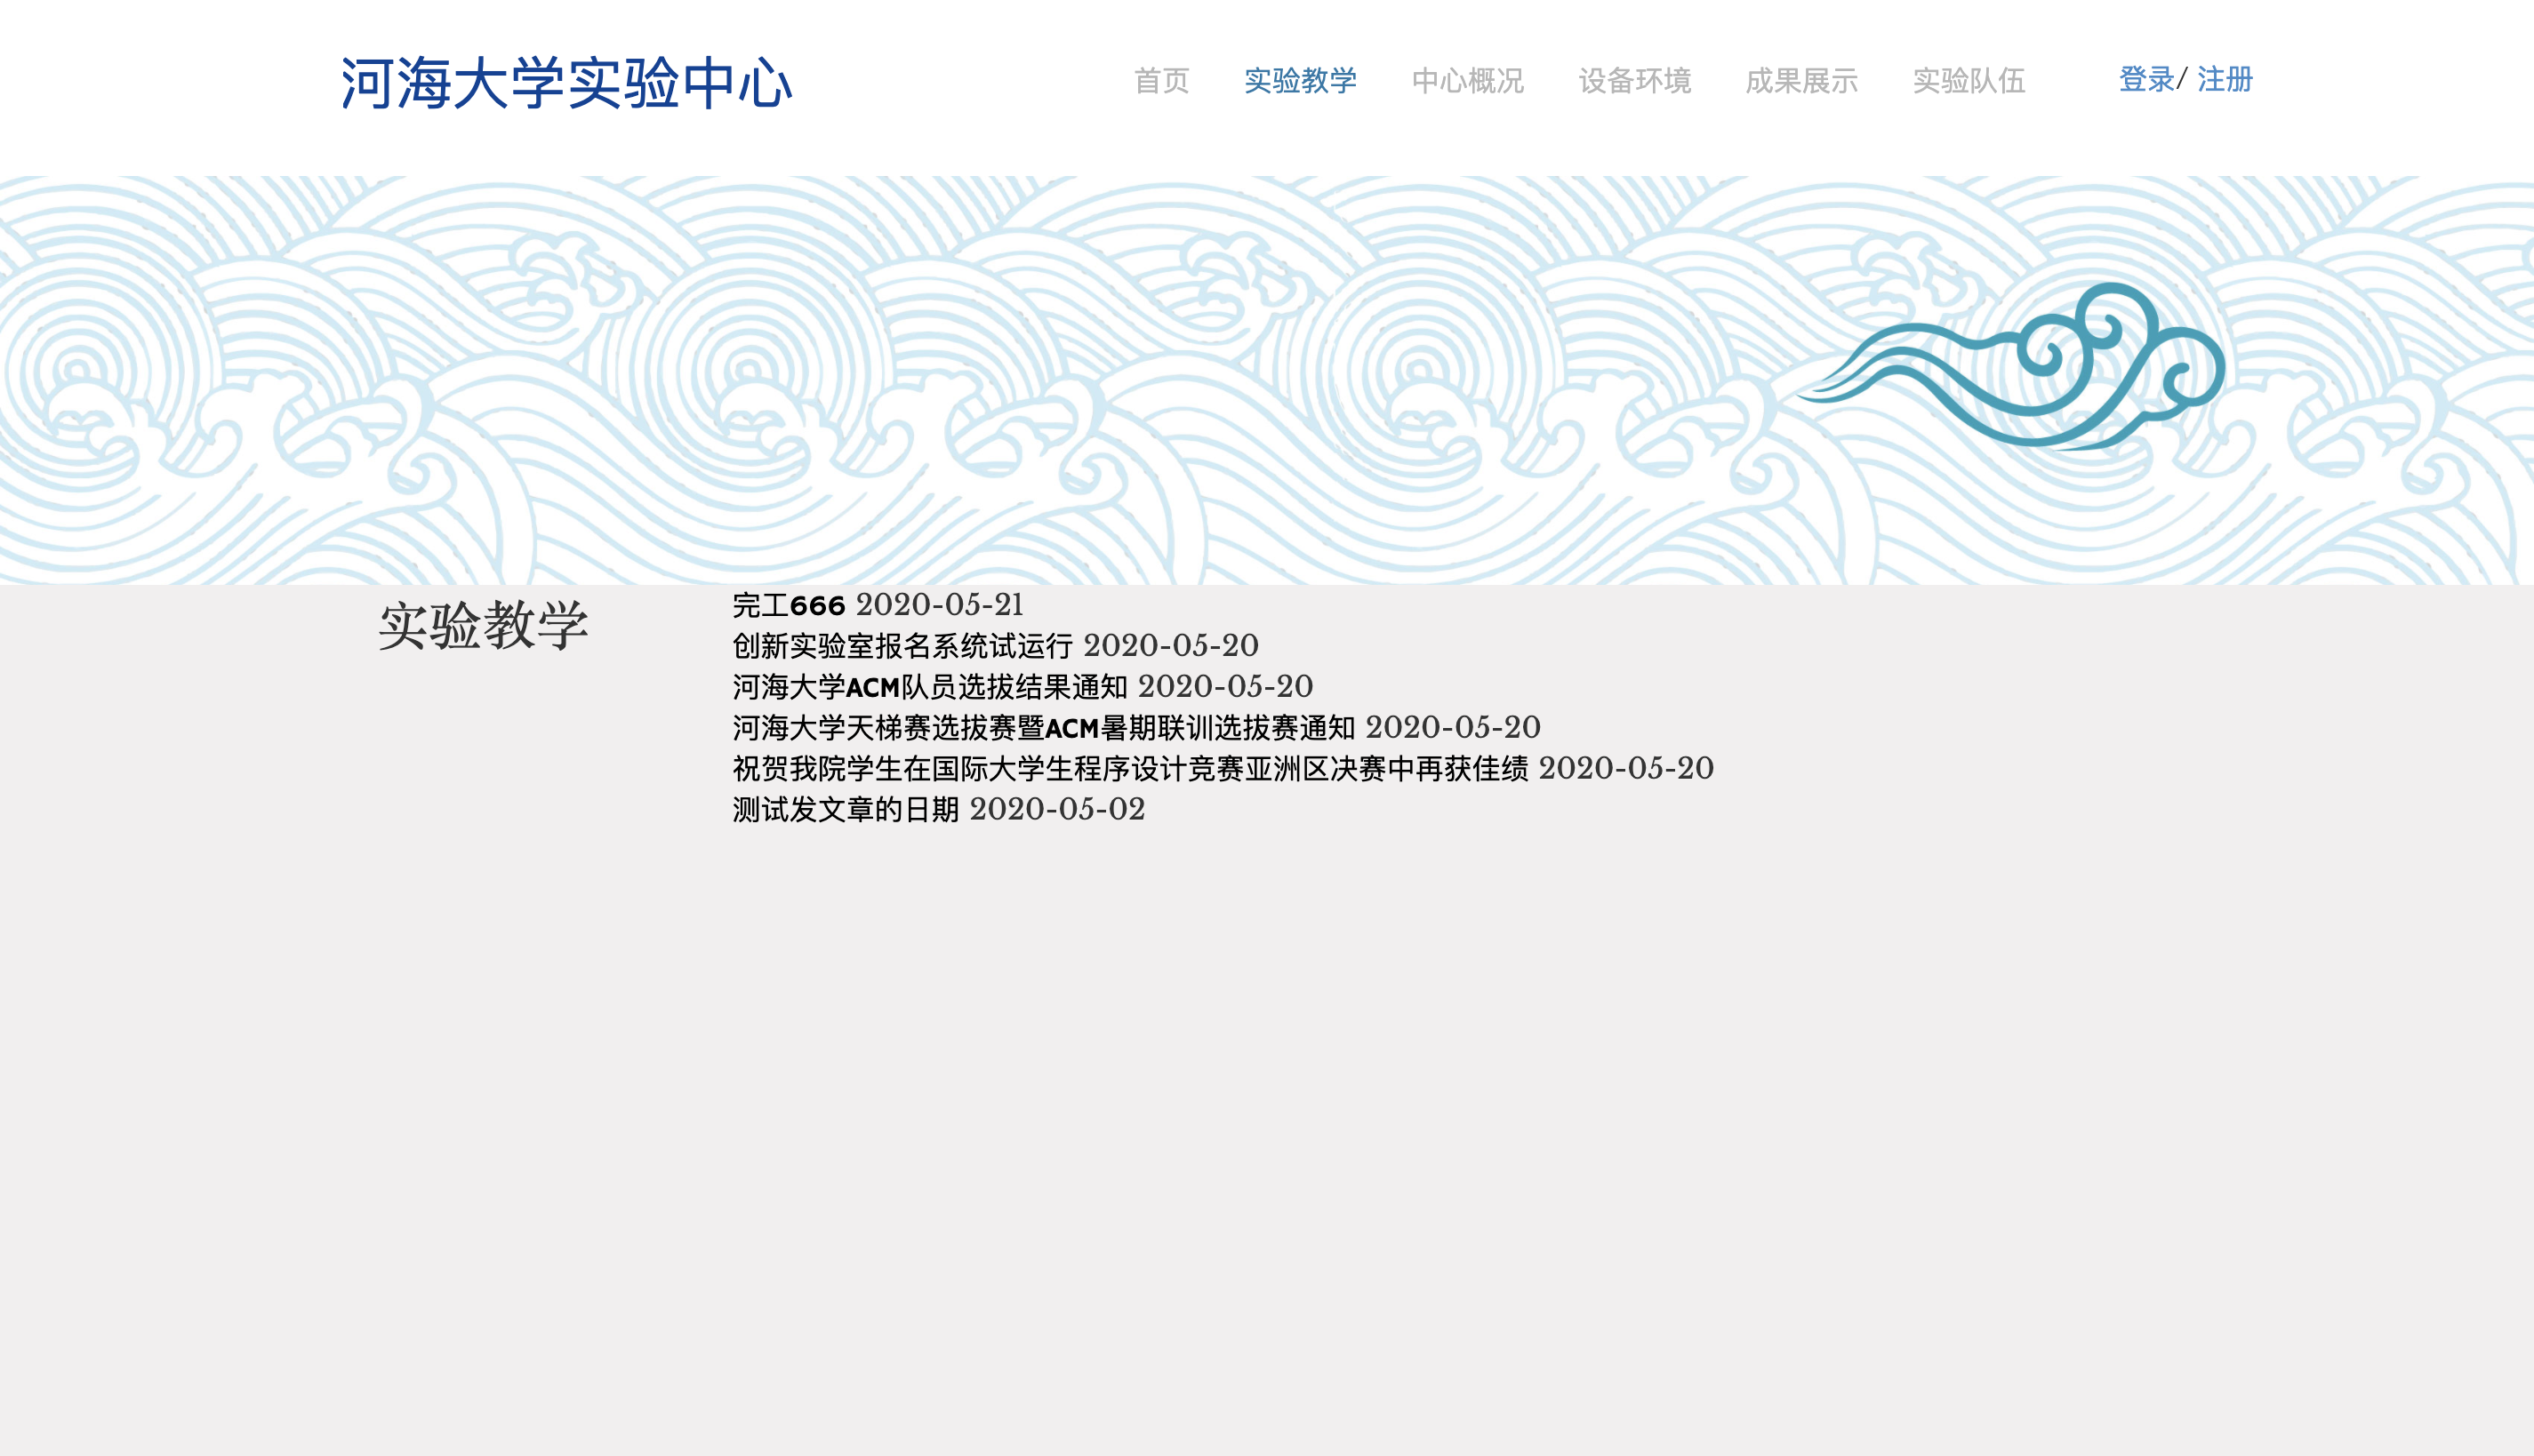 河海大学实验中心
首页 实验教学 中心概况 设备环境 成果展示 实验队伍 登录/ 注册
实验教学
完工666 2020-05-21
创新实验室报名系统试运行 2020-05-20
河海大学ACM队员选拔结果通知 2020-05-20
河海大学天梯赛选拔赛暨ACM暑期联训选拔赛通知 2020-05-20
祝贺我院学生在国际大学生程序设计竞赛亚洲区决赛中再获佳绩 2020-05-20
测试发文章的日期 2020-05-02